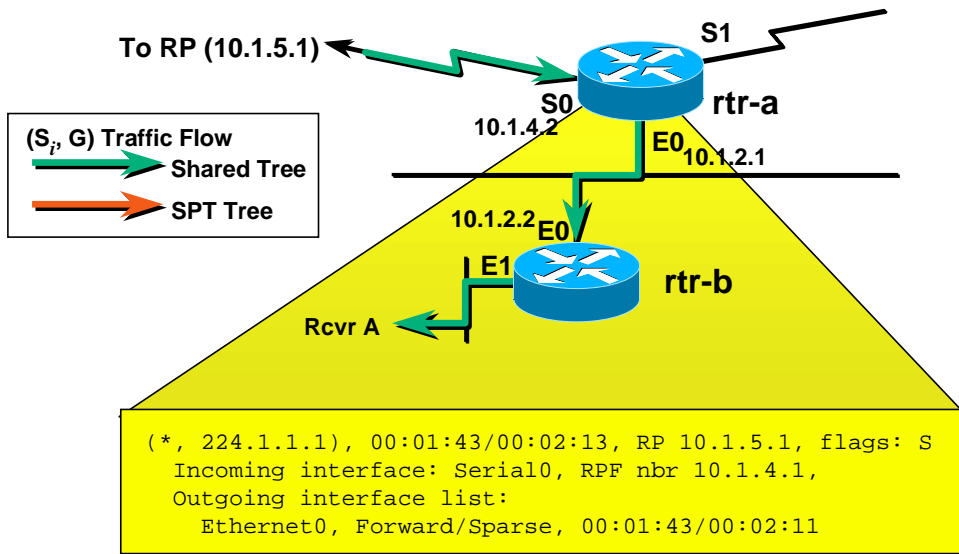 S1
To RP (10.1.5.1)
rtr-a
S0
10.1.4.2
E0
10.1.2.1
(Si, G) Traffic Flow
Shared Tree
SPT Tree
10.1.2.2
E0
E1
rtr-b
Rcvr A
(*, 224.1.1.1), 00:01:43/00:02:13, RP 10.1.5.1, flags: S
Incoming interface: Serial0, RPF nbr 10.1.4.1,
Outgoing interface list:
Ethernet0, Forward/Sparse, 00:01:43/00:02:11